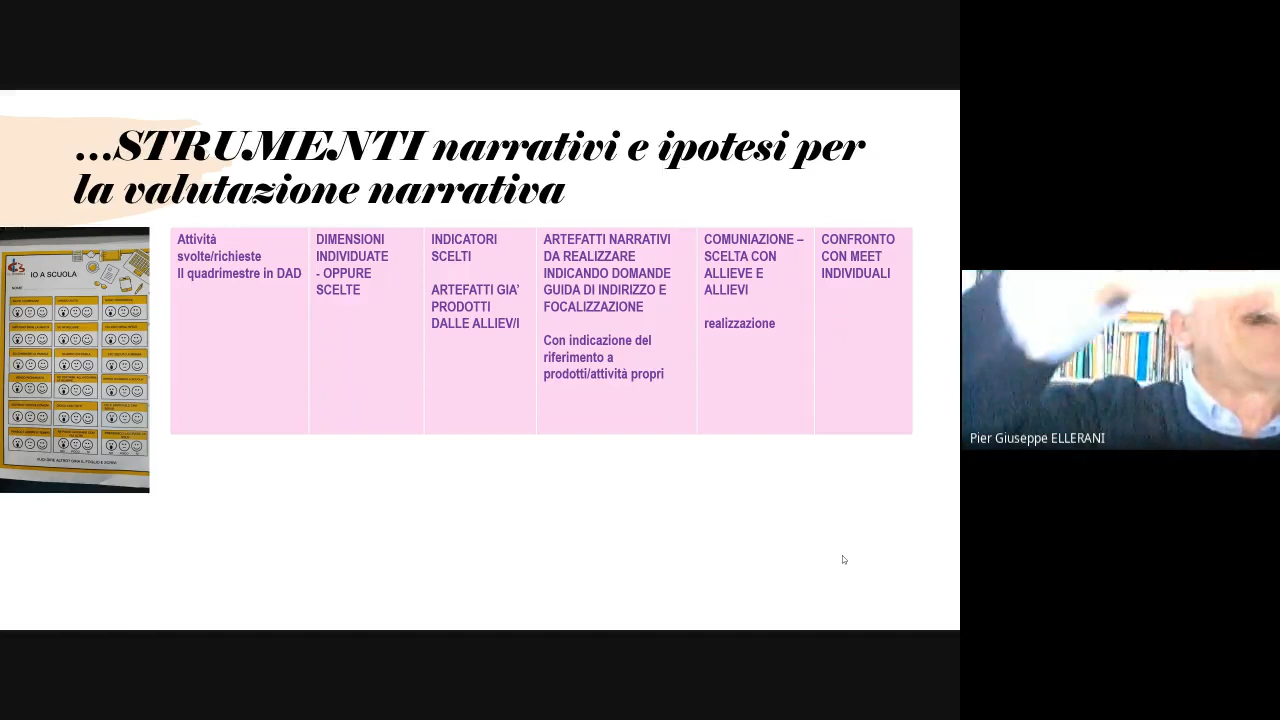 ...STRUMENTI narrativi e ipotesi per
la valutazione narrativa
IO A SCUOLA
NOME
Attività
svolte/richieste
II quadrimestre in DAD
DIMENSIONI
INDIVIDUATE
- OPPURE
SCELTE
INDICATORI
SCELTI
ARTEFATTI GIA'
PRODOTTI
DALLE ALLIEV/I
ARTEFATTI NARRATIVI
DA REALIZZARE
INDICANDO DOMANDE
GUIDA DI INDIRIZZO E
FOCALIZZAZIONE
Con indicazione del
riferimento a
prodotti/attività propri
COMUNIAZIONE –
SCELTA CON
ALLIEVE E
ALLIEVI
realizzazione
CONFRONTO
CON MEET
INDIVIDUALI
Pier Giuseppe ELLERANI